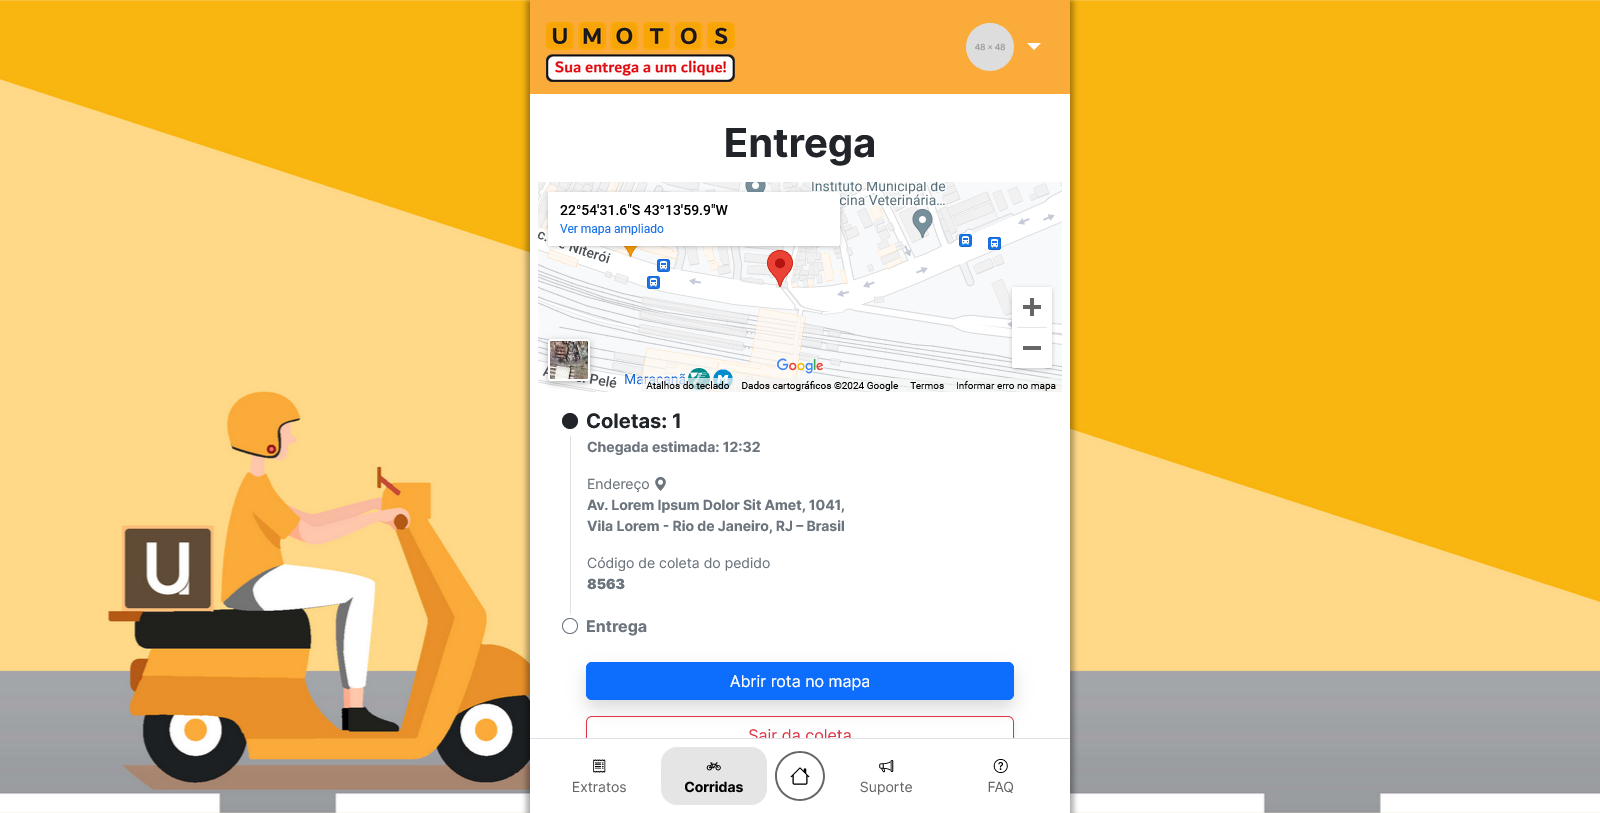 UMOTOS
Sua entrega a um clique!
48 × 48
Entrega
Instituto Municipal de
cina Veterinária...
22°54'31.6"S 43°13'59.9"W
Ver mapa ampliado
Niterói
Pelé
Maracanã
Google
Atalhos do teclado Dados cartográficos ©2024 Google Termos Informar erro no mapa
Coletas: 1
Chegada estimada: 12:32
Endereço
Av. Lorem Ipsum Dolor Sit Amet, 1041,
Vila Lorem - Rio de Janeiro, RJ – Brasil
Código de coleta do pedido
8563
Entrega
U
Abrir rota no mapa
Sair da coleta
Extratos Corridas Suporte FAQ